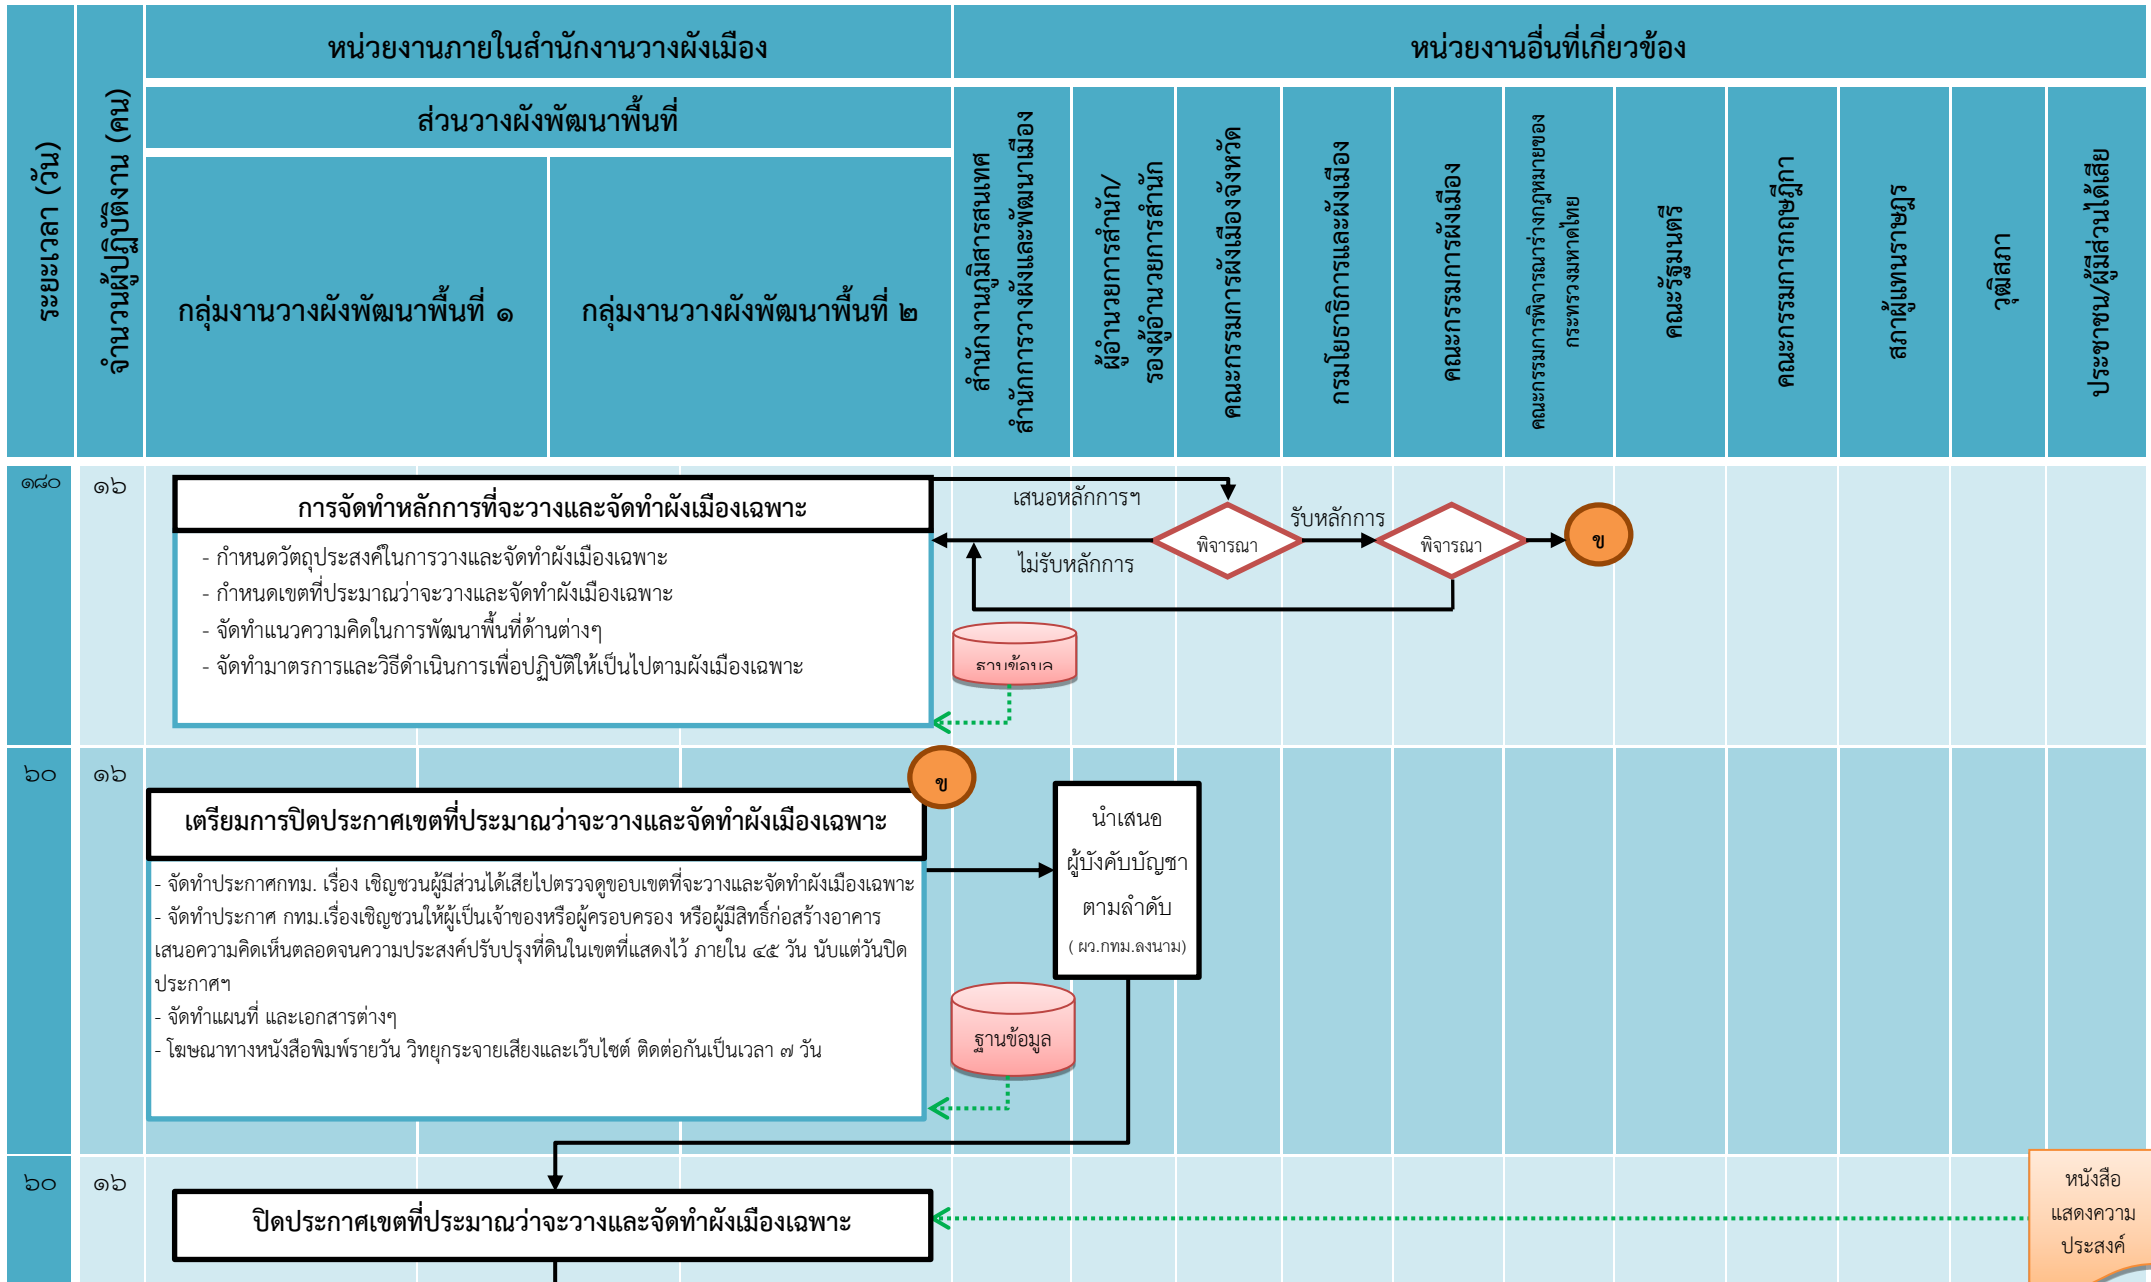 ระยะเวลา (วัน)
จำนวนผู้ปฏิบัติงาน (คน)
หน่วยงานภายในสำนักงานวางผังเมือง
หน่วยงานอื่นที่เกี่ยวข้อง
ส่วนวางผังพัฒนาพื้นที่
กลุ่มงานวางผังพัฒนาพื้นที่ ๑
กลุ่มงานวางผังพัฒนาพื้นที่ ๒
สำนักงานภูมิสารสนเทศ
สำนักการวางผังและพัฒนาเมือง
ผู้อำนวยการสำนัก/
รองผู้อำนวยการสำนัก
คณะกรรมการผังเมืองจังหวัด
กรมโยธาธิการและผังเมือง
คณะกรรมการผังเมือง
คณะกรรมการพิจารณาร่างกฎหมายของ
กระทรวงมหาดไทย
คณะรัฐมนตรี
คณะกรรมการกฤษฎีกา
สภาผู้แทนราษฎร
วุฒิสภา
ประชาชน/ผู้มีส่วนได้เสีย
๑๘๐
๑๖
การจัดทำหลักการที่จะวางและจัดทำผังเมืองเฉพาะ
- กำหนดวัตถุประสงค์ในการวางและจัดทำผังเมืองเฉพาะ
- กำหนดเขตที่ประมาณว่าจะวางและจัดทำผังเมืองเฉพาะ
- จัดทำแนวความคิดในการพัฒนาพื้นที่ด้านต่างๆ
- จัดทำมาตรการและวิธีดำเนินการเพื่อปฏิบัติให้เป็นไปตามผังเมืองเฉพาะ
เสนอหลักการฯ
ไม่รับหลักการ
พิจารณา
รับหลักการ
พิจารณา
ข
ฐานข้อมูล
๖๐
๑๖
ข
เตรียมการปิดประกาศเขตที่ประมาณว่าจะวางและจัดทำผังเมืองเฉพาะ
- จัดทำประกาศกทม. เรื่อง เชิญชวนผู้มีส่วนได้เสียไปตรวจดูขอบเขตที่จะวางและจัดทำผังเมืองเฉพาะ
- จัดทำประกาศ กทม.เรื่องเชิญชวนให้ผู้เป็นเจ้าของหรือผู้ครอบครอง หรือผู้มีสิทธิ์ก่อสร้างอาคาร
เสนอความคิดเห็นตลอดจนความประสงค์ปรับปรุงที่ดินในเขตที่แสดงไว้ ภายใน ๔๕ วัน นับแต่วันปิด
ประกาศฯ
- จัดทำแผนที่ และเอกสารต่างๆ
- โฆษณาทางหนังสือพิมพ์รายวัน วิทยุกระจายเสียงและเว็บไซต์ ติดต่อกันเป็นเวลา ๗ วัน
นำเสนอ
ผู้บังคับบัญชา
ตามลำดับ
( ผว.กทม.ลงนาม)
ฐานข้อมูล
๖๐
๑๖
ปิดประกาศเขตที่ประมาณว่าจะวางและจัดทำผังเมืองเฉพาะ
หนังสือ
แสดงความ
ประสงค์